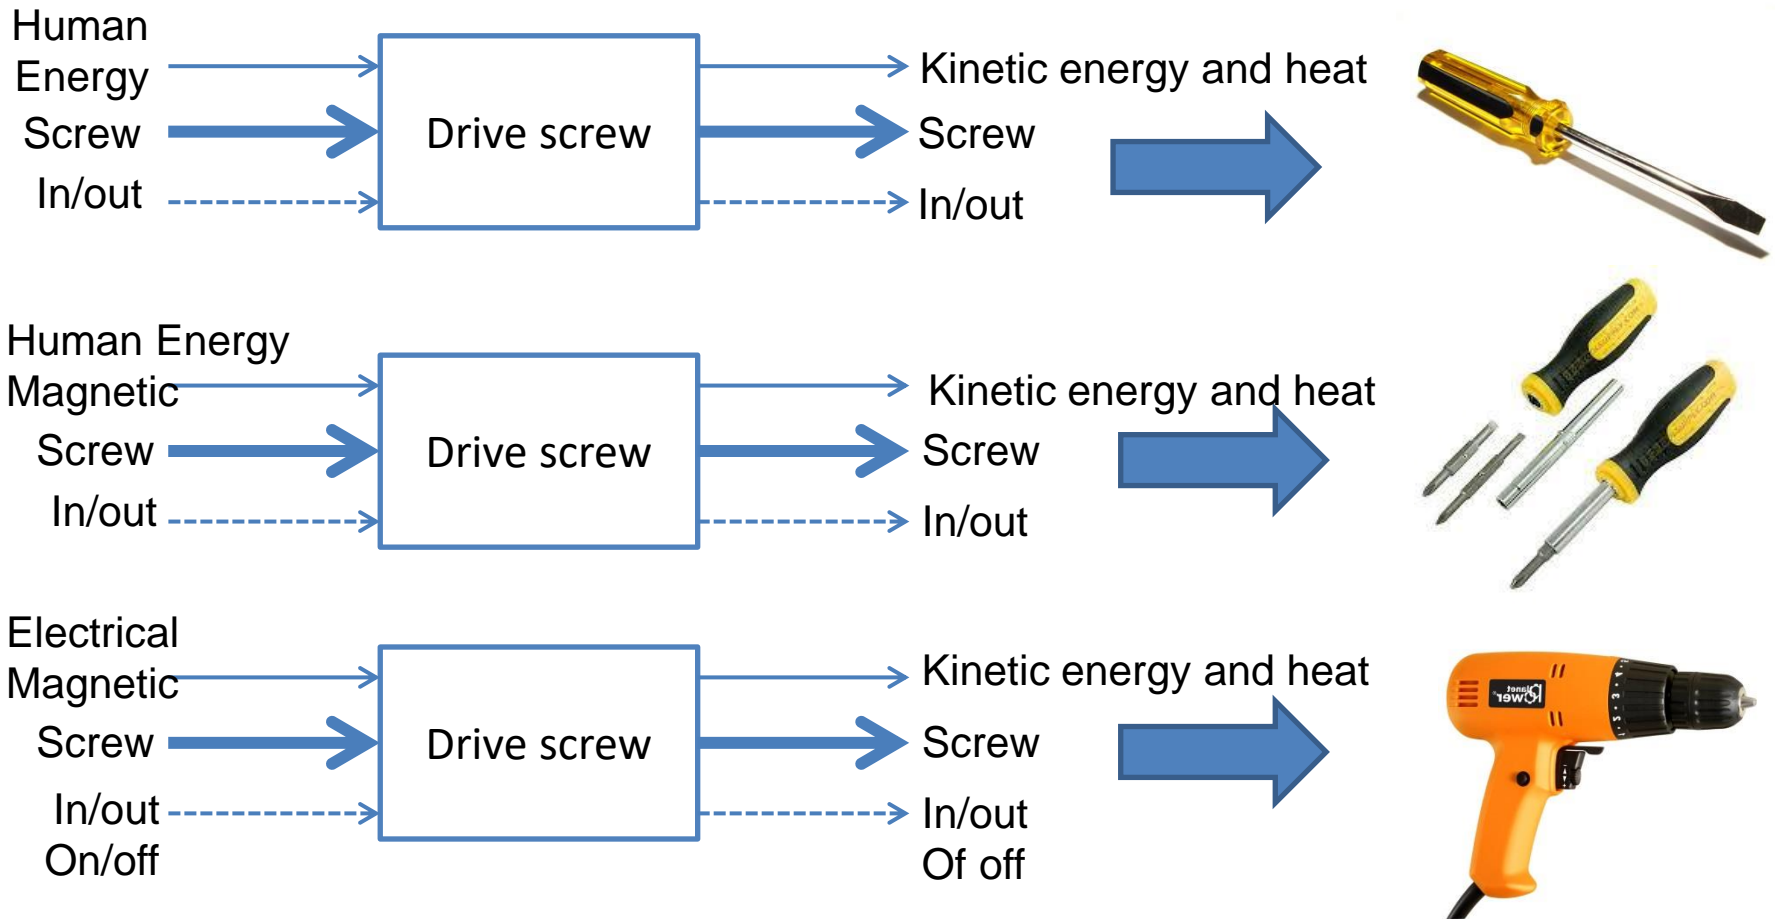 Human
Energy
Screw
In/out
Drive screw
Kinetic energy and heat
Screw
In/out
Human Energy
Magnetic
Screw
In/out
Drive screw
Kinetic energy and heat
Screw
In/out
Electrical
Magnetic
Screw
In/out
On/off
Drive screw
Kinetic energy and heat
Screw
In/out
Of off
Planet
Power